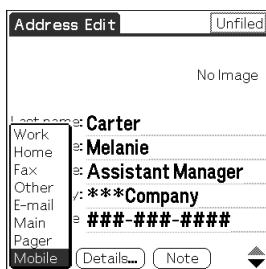 Address Edit Unfiled
No Image
Last name: Carter
Work
Home e: Melanie
Fax e: Assistant Manager
Other
E-mail y: ***Company
Main
Pager e ###-###-####
Mobile Details... Note